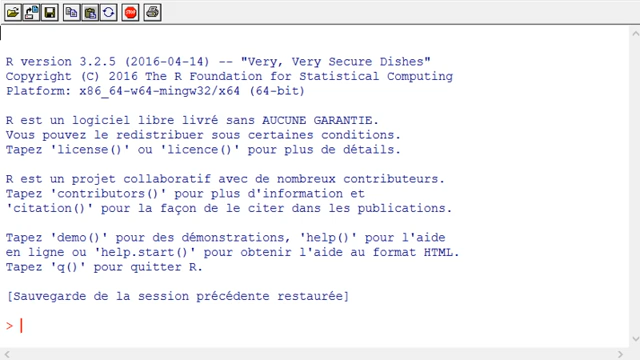 R version 3.2.5 (2016-04-14) -- "Very, Very Secure Dishes"
Copyright (C) 2016 The R Foundation for Statistical Computing
Platform: x86_64-w64-mingw32/x64 (64-bit)
R est un logiciel libre livré sans AUCUNE GARANTIE.
Vous pouvez le redistribuer sous certaines conditions.
Tapez 'license()' ou 'licence()' pour plus de détails.
R est un projet collaboratif avec de nombreux contributeurs.
Tapez 'contributors()' pour plus d'information et
'citation()' pour la façon de le citer dans les publications.
Tapez 'demo()' pour des démonstrations, 'help()' pour l'aide
en ligne ou 'help.start()' pour obtenir l'aide au format HTML.
Tapez 'q()' pour quitter R.
[Sauvegarde de la session précédente restaurée]
>